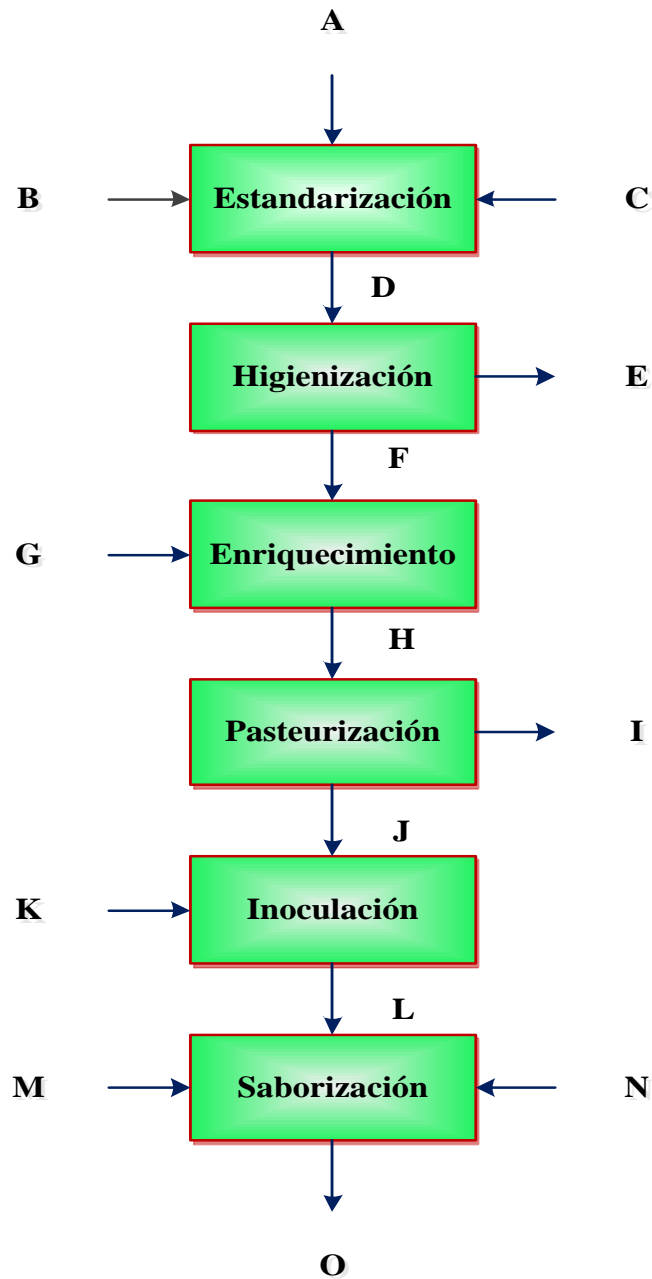 A
B
Estandarización
C
D
Higienización
E
F
G
Enriquecimiento
H
Pasteurización
I
J
K
Inoculación
L
M
Saborización
N
O